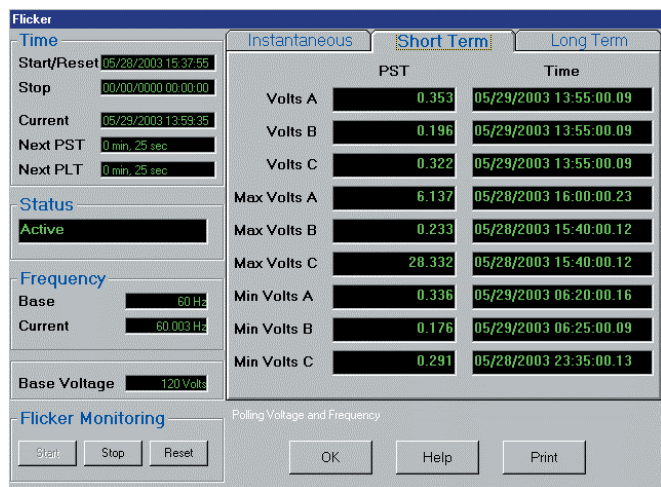 Flicker
Time
Start/Reset 05/28/2003 15:37:55
Stop 00/00/0000 00:00:00
Current 05/29/2003 13:59:35
Next PST 0 min, 25 sec
Next PLT 0 min, 25 sec
Status
Active
Frequency
Base 60 Hz
Current 60.003 Hz
Base Voltage 120 Volts
Flicker Monitoring
Start Stop Reset
Instantaneous Short Term Long Term
PST Time
Volts A 0.353 05/29/2003 13:55:00.09
Volts B 0.196 05/29/2003 13:55:00.09
Volts C 0.322 05/29/2003 13:55:00.09
Max Volts A 6.137 05/28/2003 16:00:00.23
Max Volts B 0.233 05/28/2003 15:40:00.12
Max Volts C 28.332 05/28/2003 15:40:00.12
Min Volts A 0.336 05/29/2003 06:20:00.16
Min Volts B 0.176 05/29/2003 06:25:00.09
Min Volts C 0.291 05/28/2003 23:35:00.13
Polling Voltage and Frequency
OK Help Print